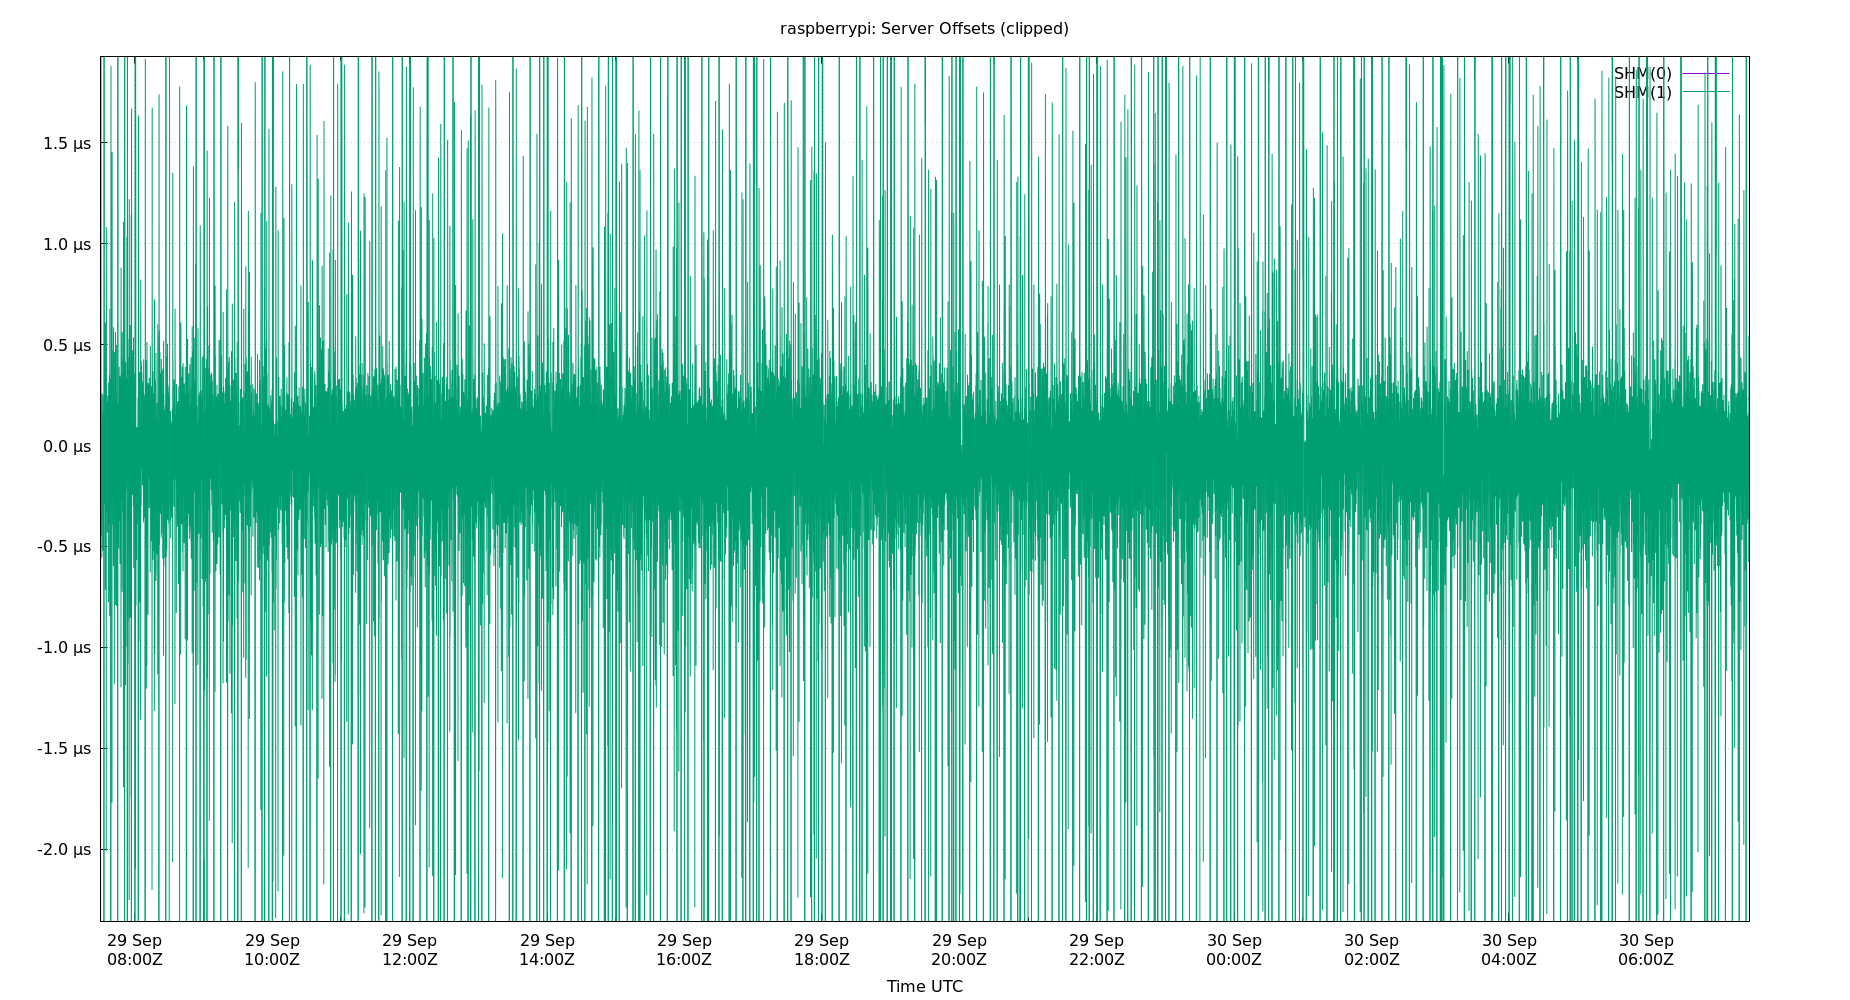 raspberrypi: Server Offsets (clipped)
SHM(0)
SHM(1)
1.5 µs
1.0 µs
0.5 µs
0.0 µs
-0.5 µs
-1.0 µs
-1.5 µs
-2.0 µs
29 Sep 29 Sep 29 Sep 29 Sep 29 Sep 29 Sep 29 Sep 29 Sep 30 Sep 30 Sep 30 Sep 30 Sep
08:00Z 10:00Z 12:00Z 14:00Z 16:00Z 18:00Z 20:00Z 22:00Z 00:00Z 02:00Z 04:00Z 06:00Z
Time UTC